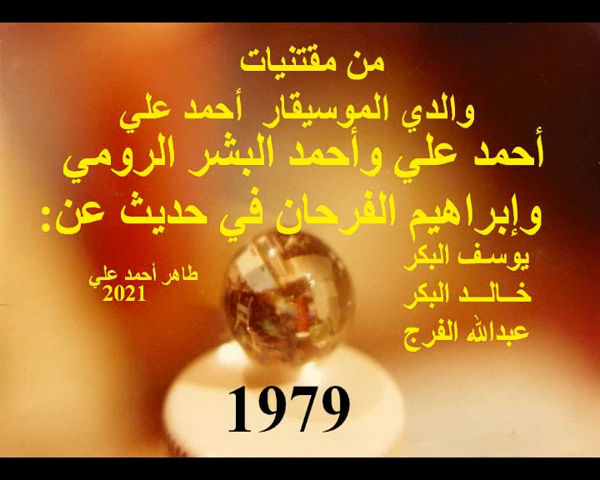 من مقتنيات
والدي الموسيقار أحمد علي
أحمد علي وأحمد البشر الرومي
وإبراهيم الفرحان في حديث عن:
يوسف البكر
خـالـــد البكر
عبدالله الفرج
طاهر أحمد علي
2021
1979